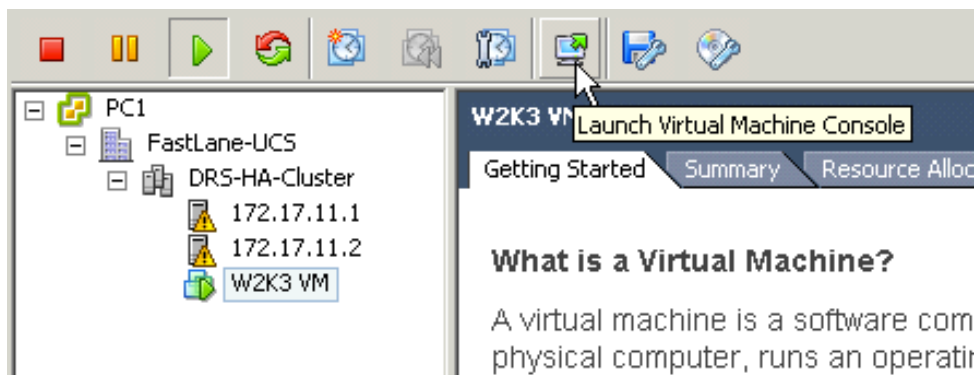 PC1
FastLane-UCS
DRS-HA-Cluster
172.17.11.1
172.17.11.2
W2K3 VM
W2K3 VM
Launch Virtual Machine Console
Getting Started Summary Resource Alloc
What is a Virtual Machine?
A virtual machine is a software com
physical computer, runs an operatin